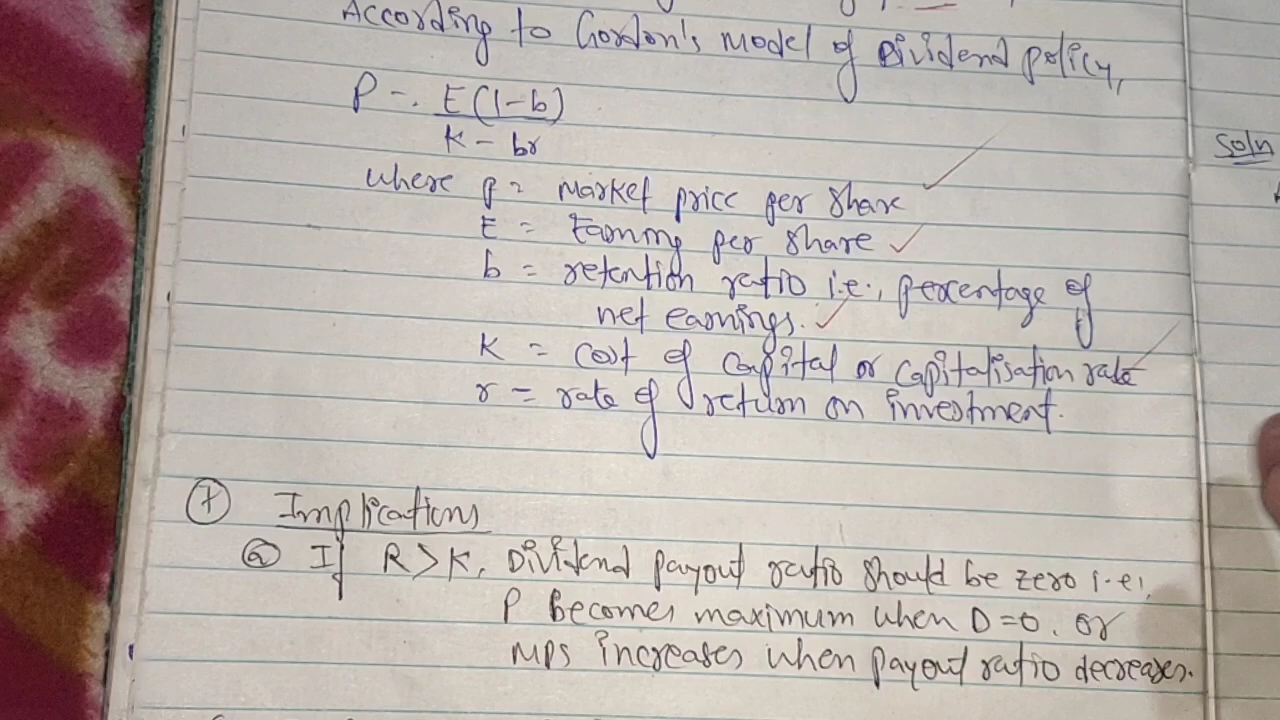 According to Gordon's model of Dividend policy,
P = E(1-b)
K - br
where P = market price per share
E = Earning per share
b = retention ratio i.e., percentage of
net earnings.
K = cost of capital or capitalisation rate
r = rate of return on investment.
Soln
7 Implications
a If R>K, Dividend payout ratio should be zero i.e.,
P Becomes maximum when D=0. or
MPS increases when payout ratio decreases.